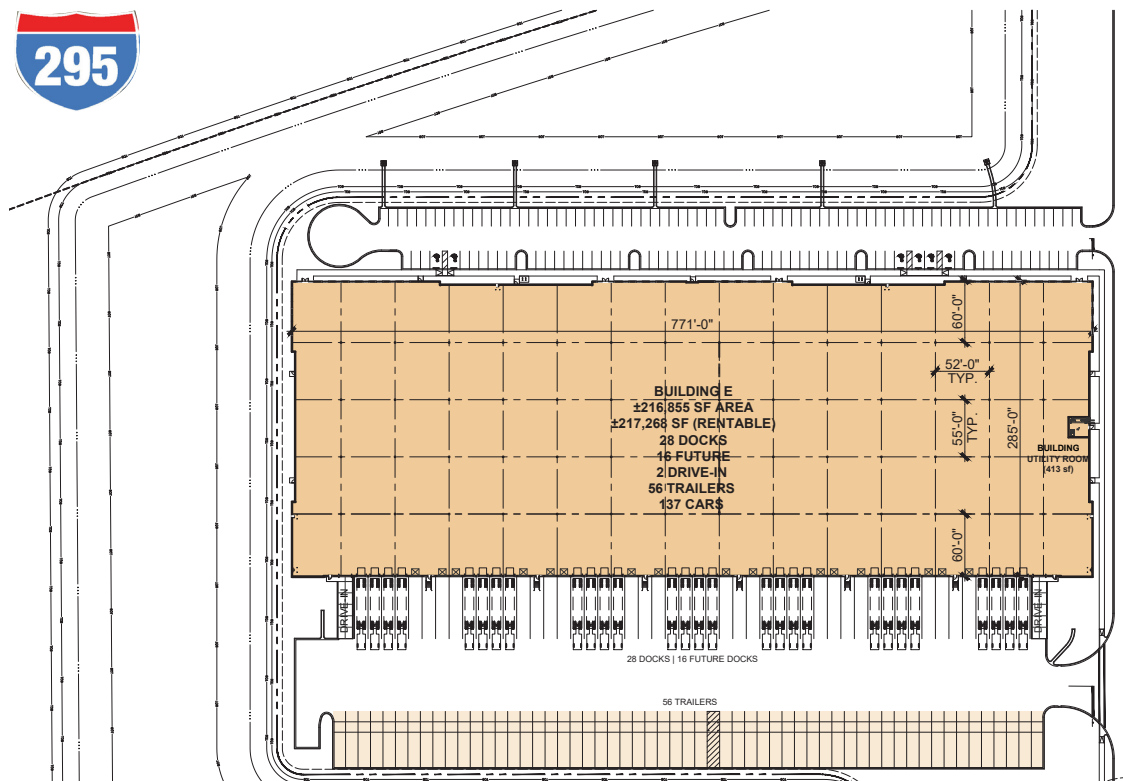 295
771'-0"
60'-0"
52'-0"
TYP.
BUILDING E
±216,855 SF AREA
±217,268 SF (RENTABLE)
28 DOCKS
16 FUTURE
2 DRIVE-IN
56 TRAILERS
137 CARS
55'-0"
TYP.
285'-0"
BUILDING
UTILITY ROOM
(413 sf)
60'-0"
DRIVE-IN
DRIVE-IN
28 DOCKS | 16 FUTURE DOCKS
56 TRAILERS